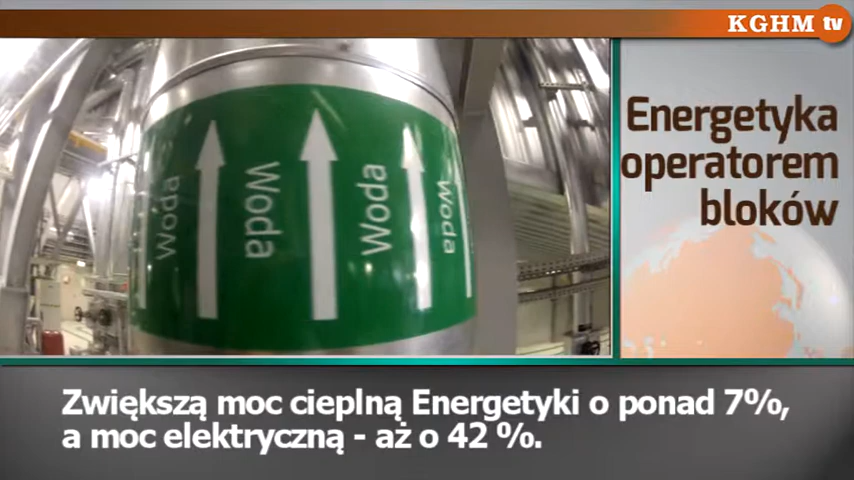 KGHM tv
Energetyka
operatorem
bloków
Woda
Woda
Woda
Woda
Zwiększą moc cieplną Energetyki o ponad 7%,
a moc elektryczną - aż o 42 %.